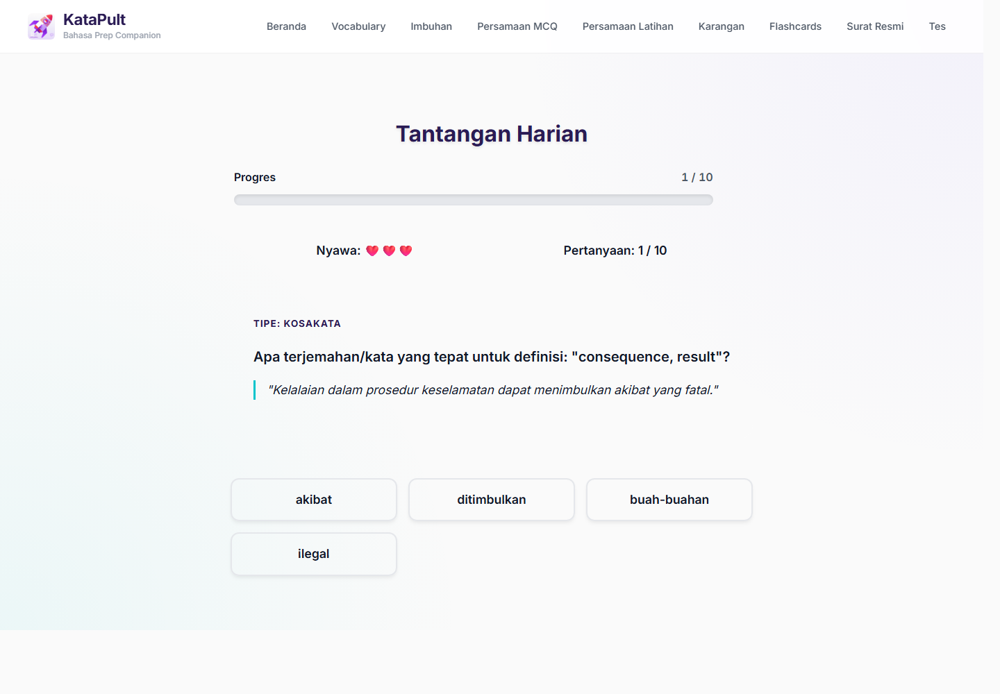 KataPult
Bahasa Prep Companion
Beranda Vocabulary Imbuhan Persamaan MCQ Persamaan Latihan Karangan Flashcards Surat Resmi Tes
Tantangan Harian
Progres 1 / 10
Nyawa: Pertanyaan: 1 / 10
TIPE: KOSAKATA
Apa terjemahan/kata yang tepat untuk definisi: "consequence, result"?
"Kelalaian dalam prosedur keselamatan dapat menimbulkan akibat yang fatal."
akibat ditimbulkan buah-buahan
ilegal